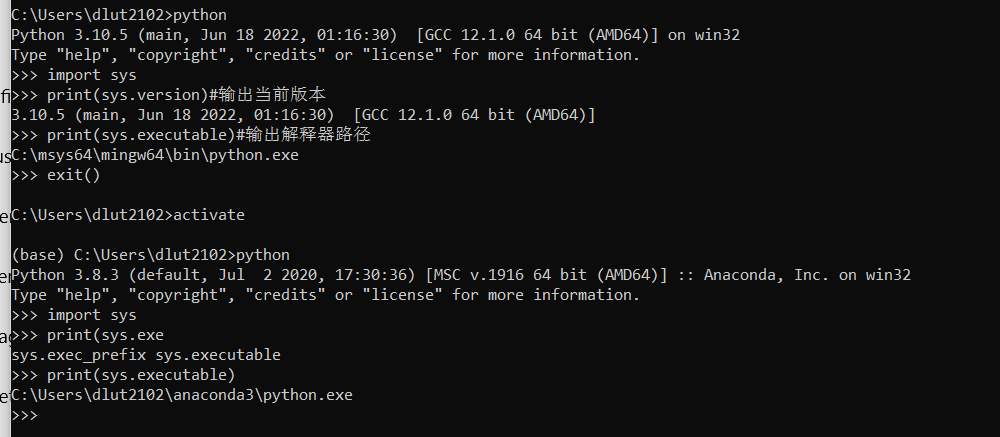 C:\Users\dlut2102>python
Python 3.10.5 (main, Jun 18 2022, 01:16:30)  [GCC 12.1.0 64 bit (AMD64)] on win32
Type "help", "copyright", "credits" or "license" for more information.
>>> import sys
>>> print(sys.version)#输出当前版本
3.10.5 (main, Jun 18 2022, 01:16:30)  [GCC 12.1.0 64 bit (AMD64)]
>>> print(sys.executable)#输出解释器路径
C:\msys64\mingw64\bin\python.exe
>>> exit()
C:\Users\dlut2102>activate
(base) C:\Users\dlut2102>python
Python 3.8.3 (default, Jul  2 2020, 17:30:36) [MSC v.1916 64 bit (AMD64)] :: Anaconda, Inc. on win32
Type "help", "copyright", "credits" or "license" for more information.
>>> import sys
>>> print(sys.exe
sys.exec_prefix sys.executable
>>> print(sys.executable)
C:\Users\dlut2102\anaconda3\python.exe
>>>